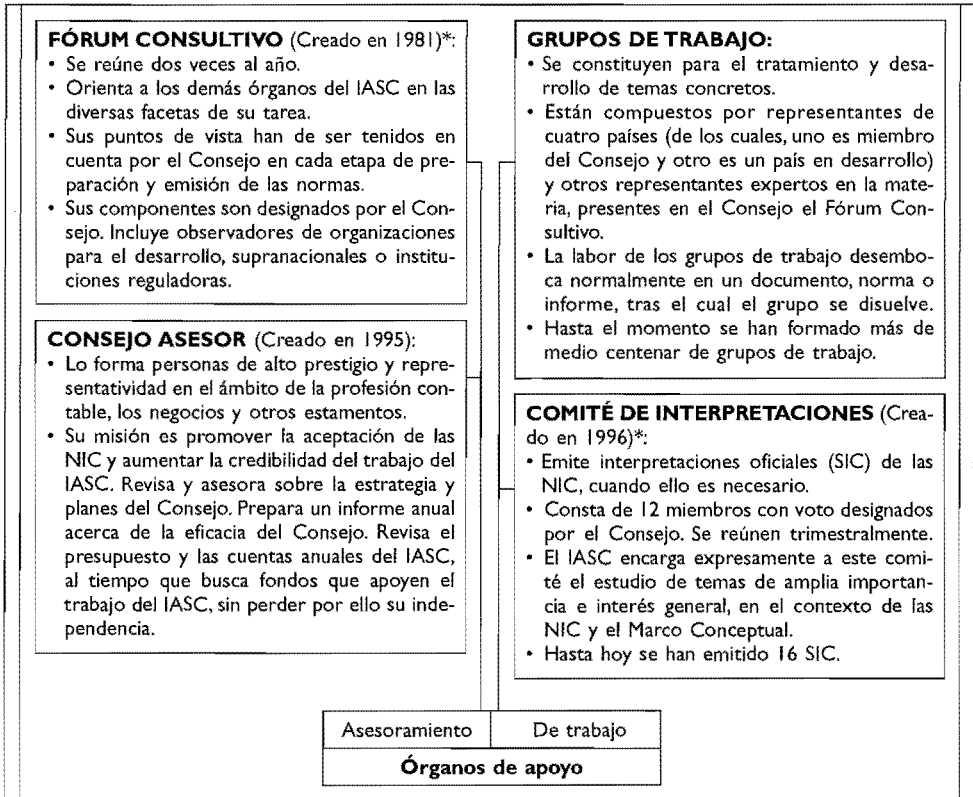 FÓRUM CONSULTIVO (Creado en 1981)*:
• Se reúne dos veces al año.
• Orienta a los demás órganos del IASC en las
diversas facetas de su tarea.
• Sus puntos de vista han de ser tenidos en
cuenta por el Consejo en cada etapa de pre-
paración y emisión de las normas.
• Sus componentes son designados por el Con-
sejo. Incluye observadores de organizaciones
para el desarrollo, supranacionales o institu-
ciones reguladoras.
CONSEJO ASESOR (Creado en 1995):
• Lo forma personas de alto prestigio y repre-
sentatividad en el ámbito de la profesión con-
table, los negocios y otros estamentos.
• Su misión es promover la aceptación de las
NIC y aumentar la credibilidad del trabajo del
IASC. Revisa y asesora sobre la estrategia y
planes del Consejo. Prepara un informe anual
acerca de la eficacia del Consejo. Revisa el
presupuesto y las cuentas anuales del IASC,
al tiempo que busca fondos que apoyen el
trabajo del IASC, sin perder por ello su inde-
pendencia.
GRUPOS DE TRABAJO:
• Se constituyen para el tratamiento y desa-
rrollo de temas concretos.
• Están compuestos por representantes de
cuatro países (de los cuales, uno es miembro
del Consejo y otro es un país en desarrollo)
y otros representantes expertos en la mate-
ria, presentes en el Consejo el Fórum Con-
sultivo.
• La labor de los grupos de trabajo desembo-
ca normalmente en un documento, norma o
informe, tras el cual el grupo se disuelve.
• Hasta el momento se han formado más de
medio centenar de grupos de trabajo.
COMITÉ DE INTERPRETACIONES (Crea-
do en 1996)*:
• Emite interpretaciones oficiales (SIC) de las
NIC, cuando ello es necesario.
• Consta de 12 miembros con voto designados
por el Consejo. Se reúnen trimestralmente.
• El IASC encarga expresamente a este comi-
té el estudio de temas de amplia importan-
cia e interés general, en el contexto de las
NIC y el Marco Conceptual.
• Hasta hoy se han emitido 16 SIC.
Asesoramiento De trabajo
Órganos de apoyo